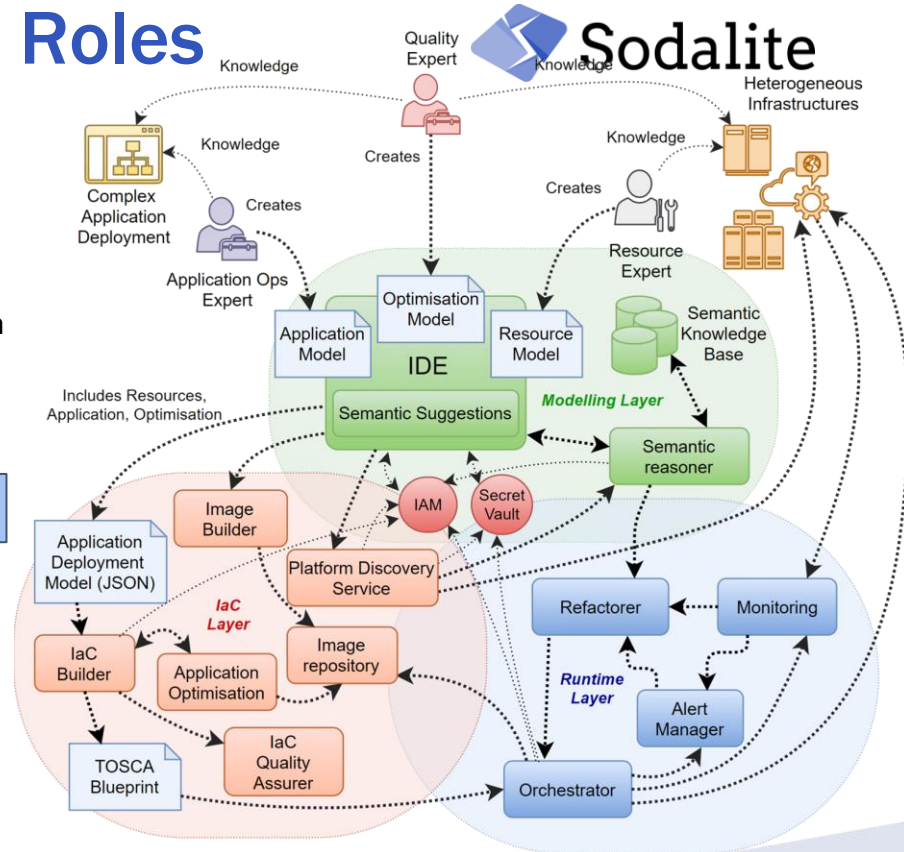 Roles
Sodalite
Quality
Expert
Knowledge
Knowledge
Heterogeneous
Infrastructures
Knowledge
Knowledge
Creates
Complex
Application
Deployment
Creates
Creates
Application Ops
Expert
Resource
Expert
Optimisation
Model
Application
Model
Resource
Model
Semantic
Knowledge
Base
IDE
Includes Resources,
Application, Optimisation
Semantic Suggestions
Modelling Layer
Semantic
reasoner
Image
Builder
IAM
Secret
Vault
Application
Deployment
Model (JSON)
Platform Discovery
Service
Refactorer
Monitoring
IaC
Layer
IaC
Builder
Application
Optimisation
Image
repository
Runtime
Layer
Alert
Manager
IaC
Quality
Assurer
TOSCA
Blueprint
Orchestrator